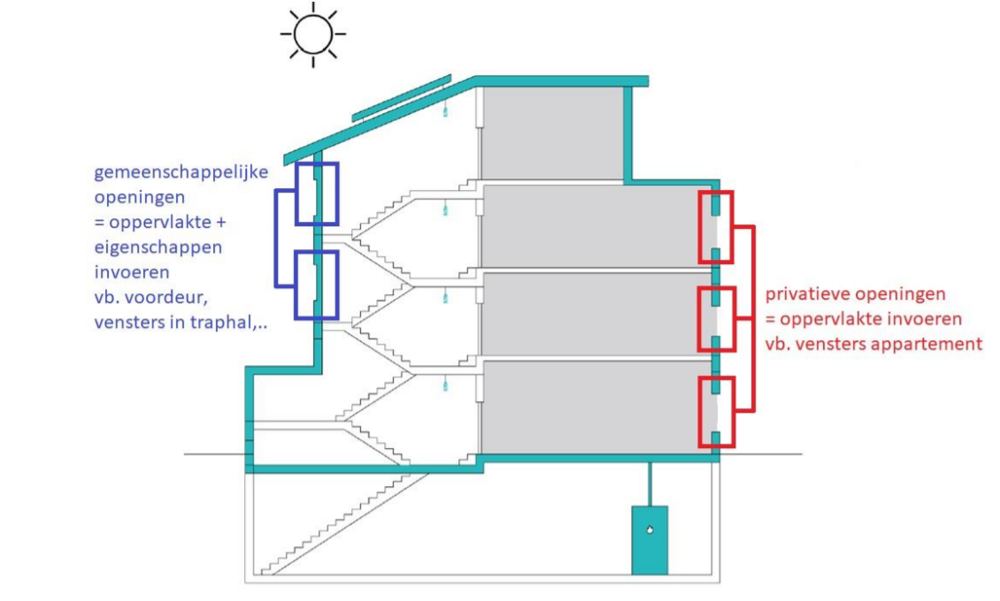 gemeenschappelijke
openingen
= oppervlakte +
eigenschappen
invoeren
vb. voordeur,
vensters in traphal,..
privatieve openingen
= oppervlakte invoeren
vb. vensters appartement